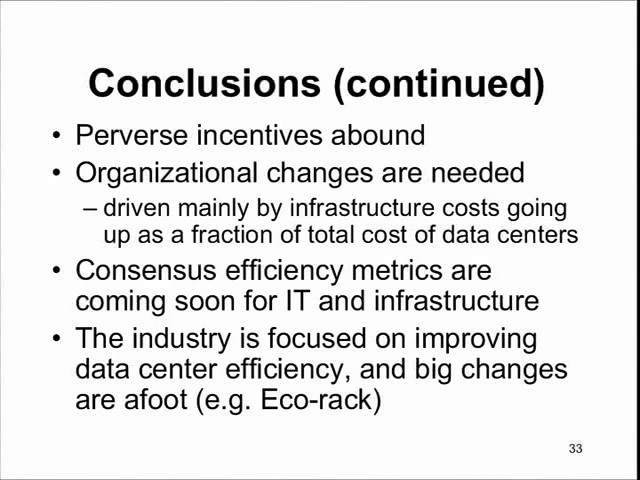 Conclusions (continued)
• Perverse incentives abound
• Organizational changes are needed
– driven mainly by infrastructure costs going
up as a fraction of total cost of data centers
• Consensus efficiency metrics are
coming soon for IT and infrastructure
• The industry is focused on improving
data center efficiency, and big changes
are afoot (e.g. Eco-rack)
33